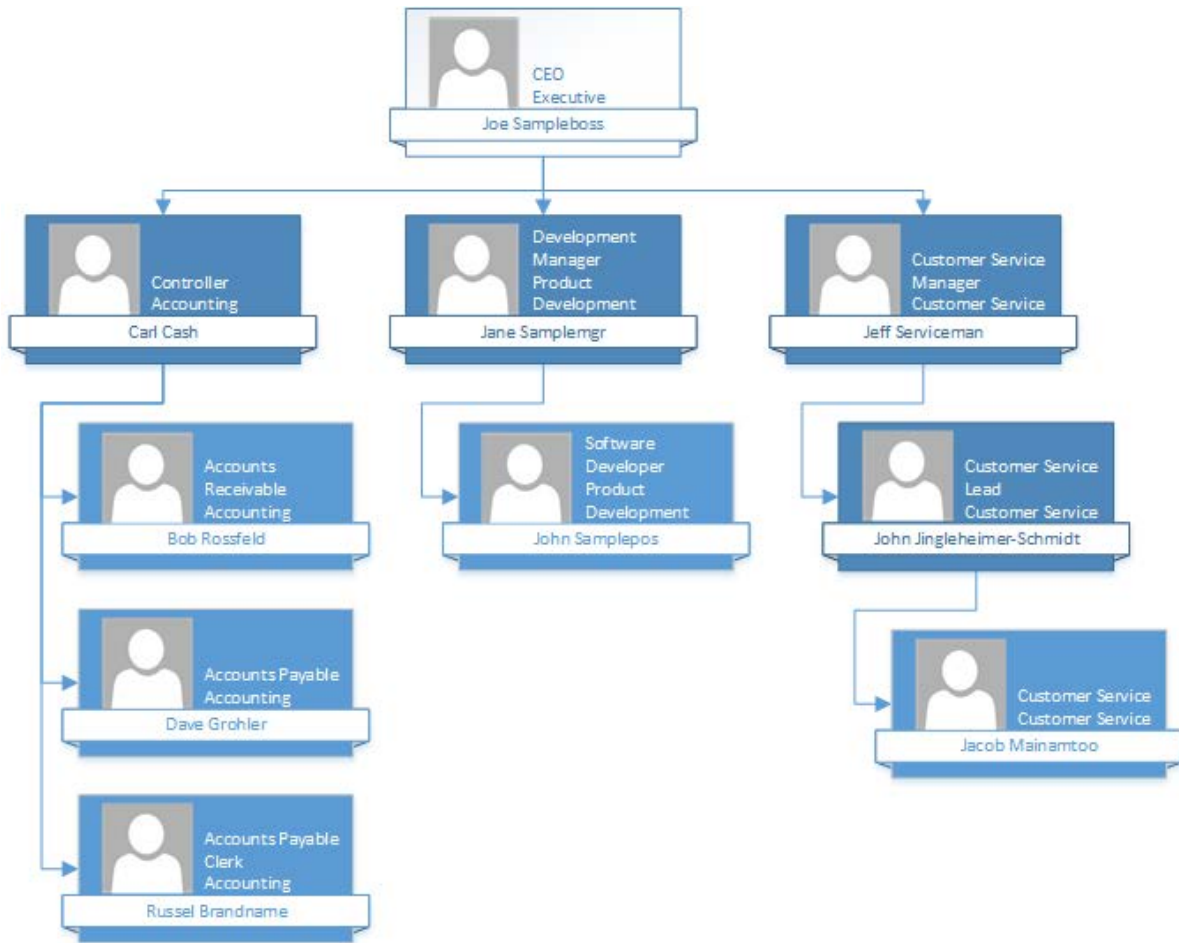 CEO
Executive
Joe Sampleboss
Controller
Accounting
Carl Cash
Development
Manager
Product
Development
Jane Samplemgr
Customer Service
Manager
Customer Service
Jeff Serviceman
Accounts
Receivable
Accounting
Bob Rossfeld
Software
Developer
Product
Development
John Samplepos
Customer Service
Lead
Customer Service
John Jingleheimer-Schmidt
Accounts Payable
Accounting
Dave Grohler
Customer Service
Customer Service
Jacob Mainamtoo
Accounts Payable
Clerk
Accounting
Russel Brandname